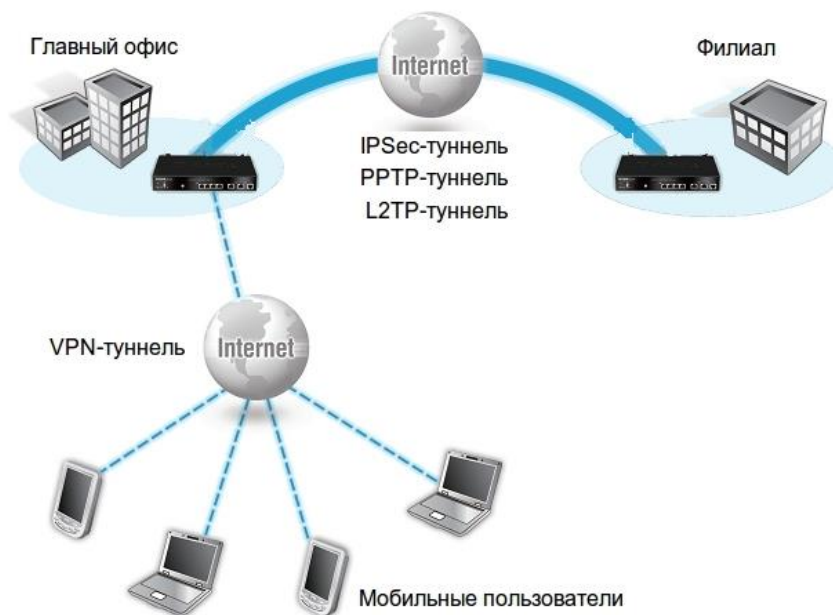 Главный офис
Internet
Филиал
IPSec-туннель
PPTP-туннель
L2TP-туннель
VPN-туннель
Internet
Мобильные пользователи